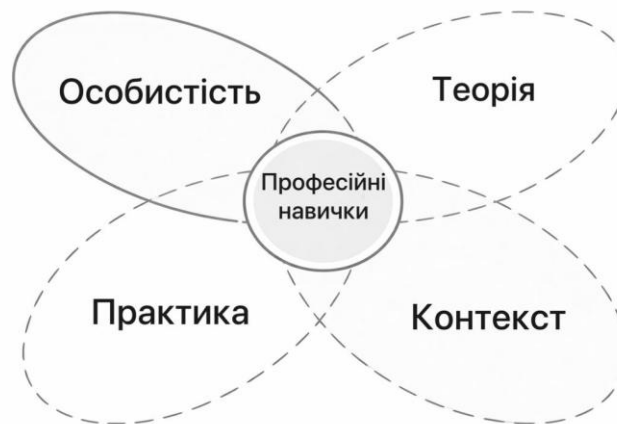 Особистість
Теорія
Професійні
навички
Практика
Контекст